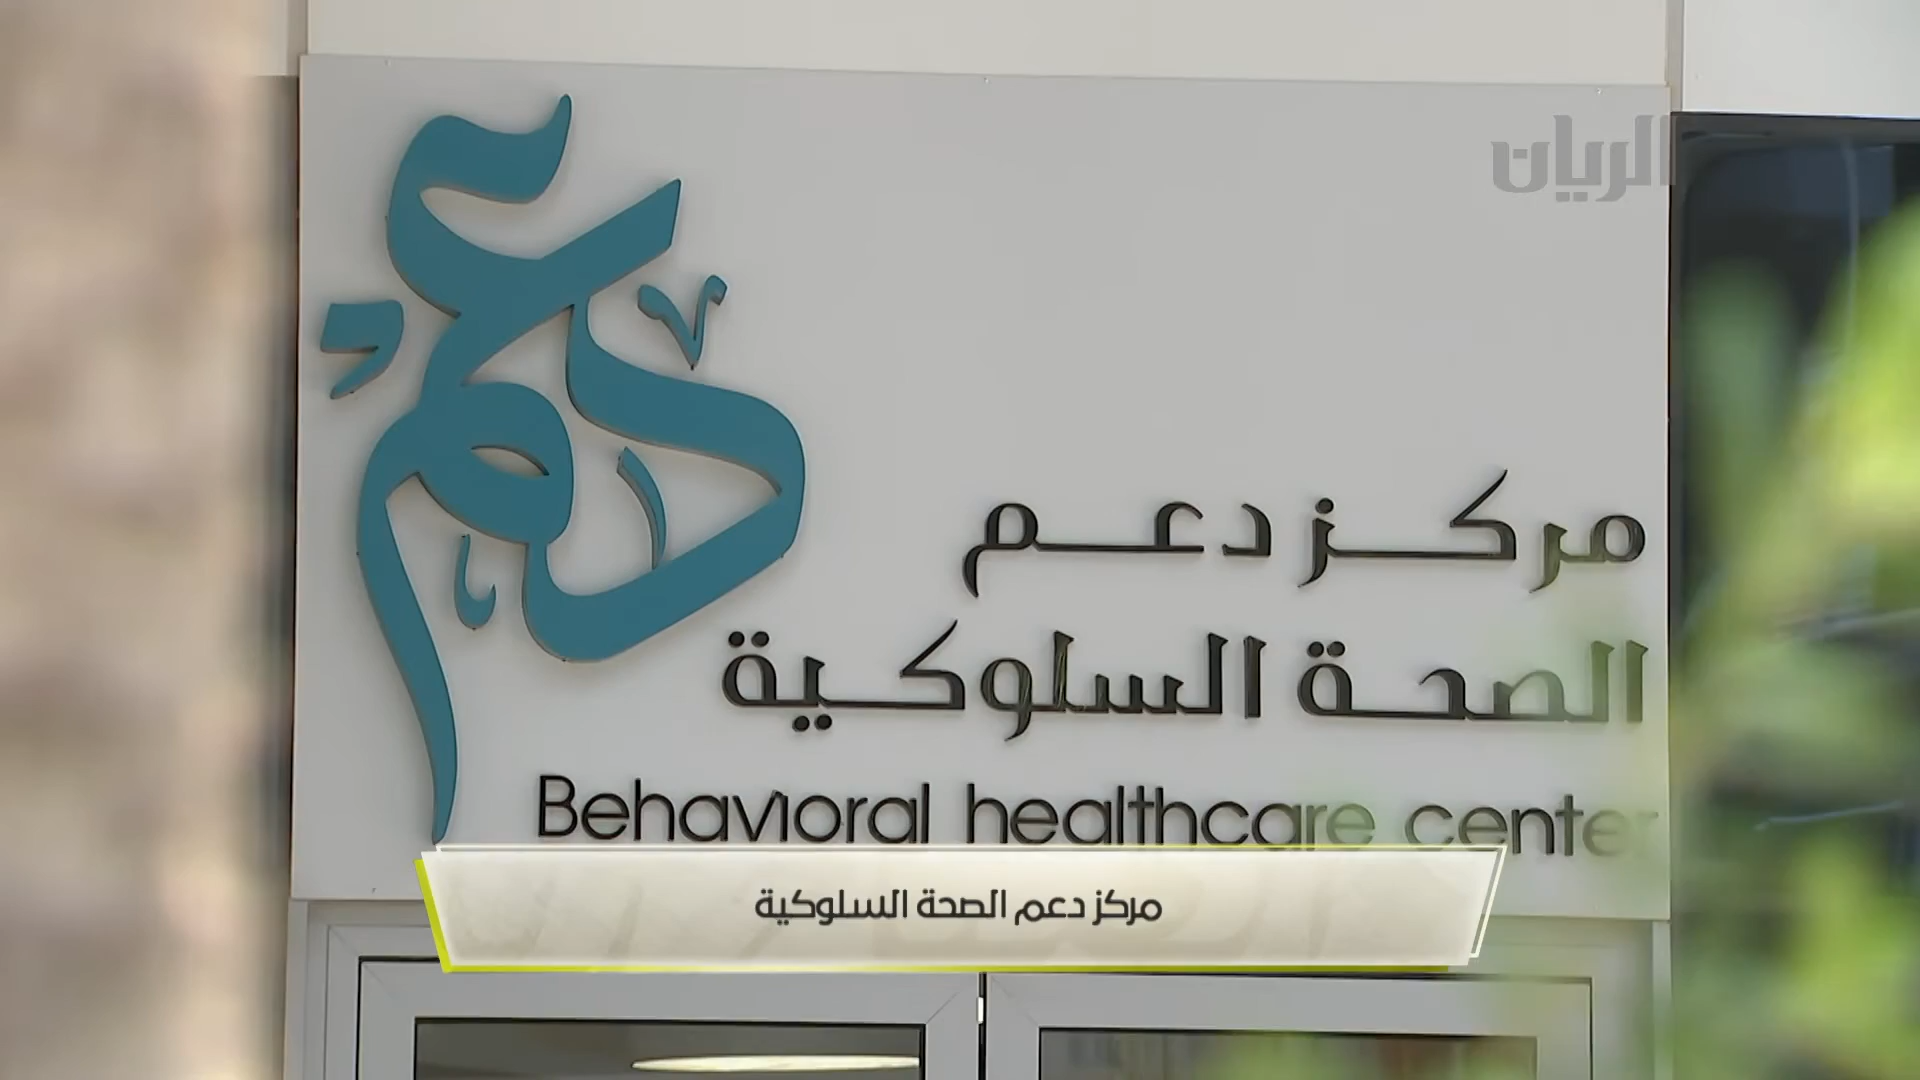 الريان
دعم
مركز دعم
الصحة السلوكية
Behavioral healthcare center
مركز دعم الصحة السلوكية